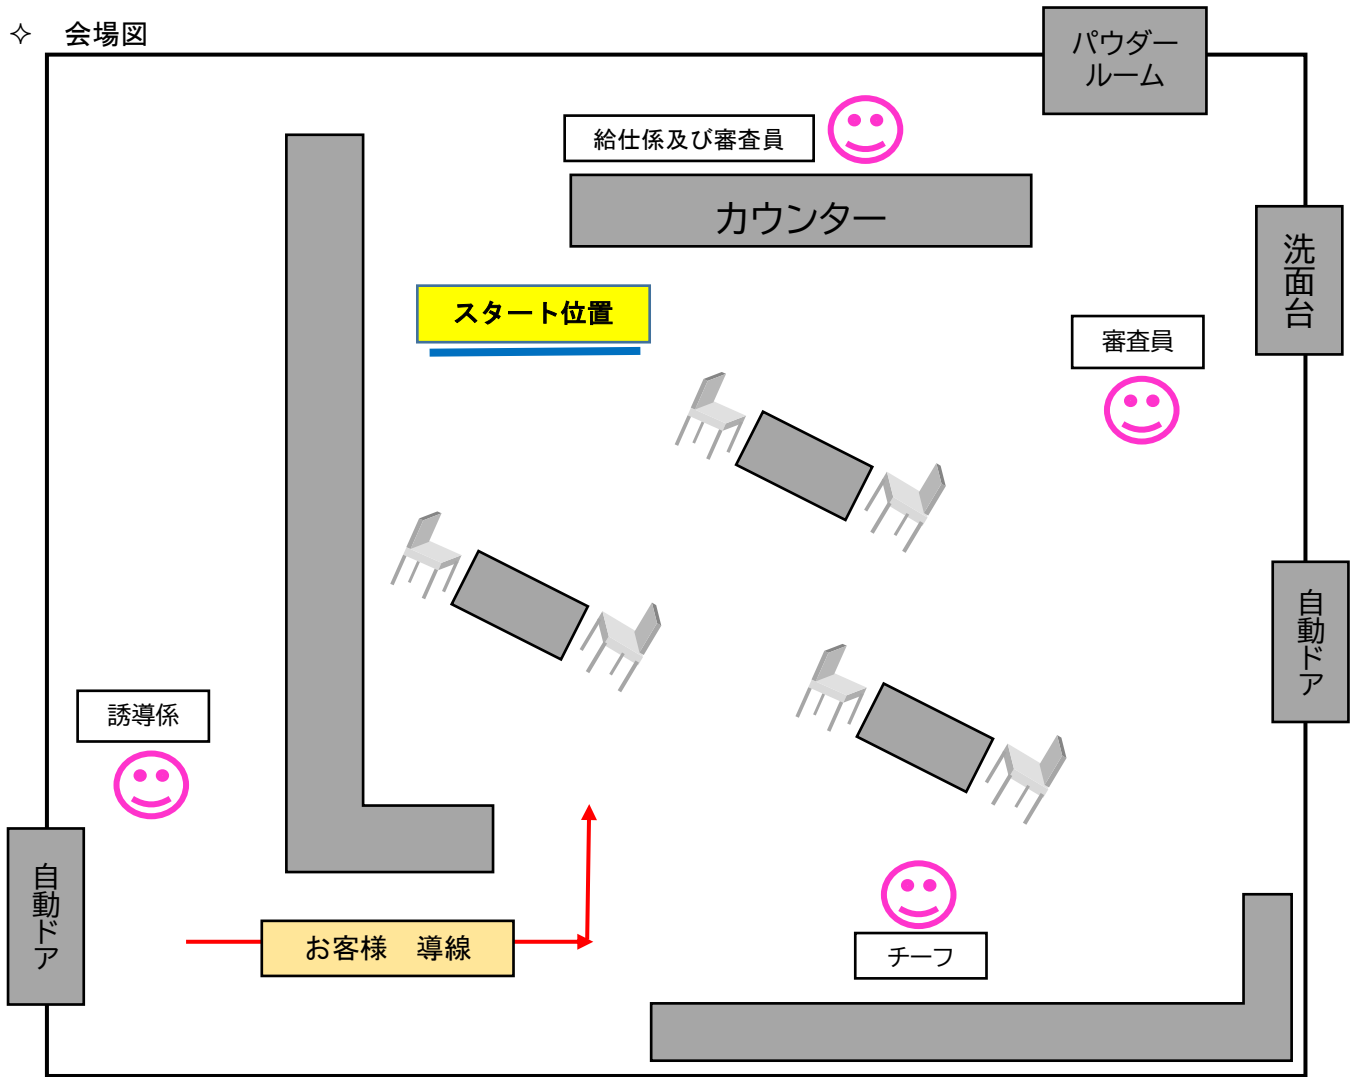 ✧ 会場図
パウダー
ルーム
給仕係及び審査員
カウンター
洗面台
スタート位置
審査員
自動ドア
誘導係
自動ドア
お客様　導線
チーフ